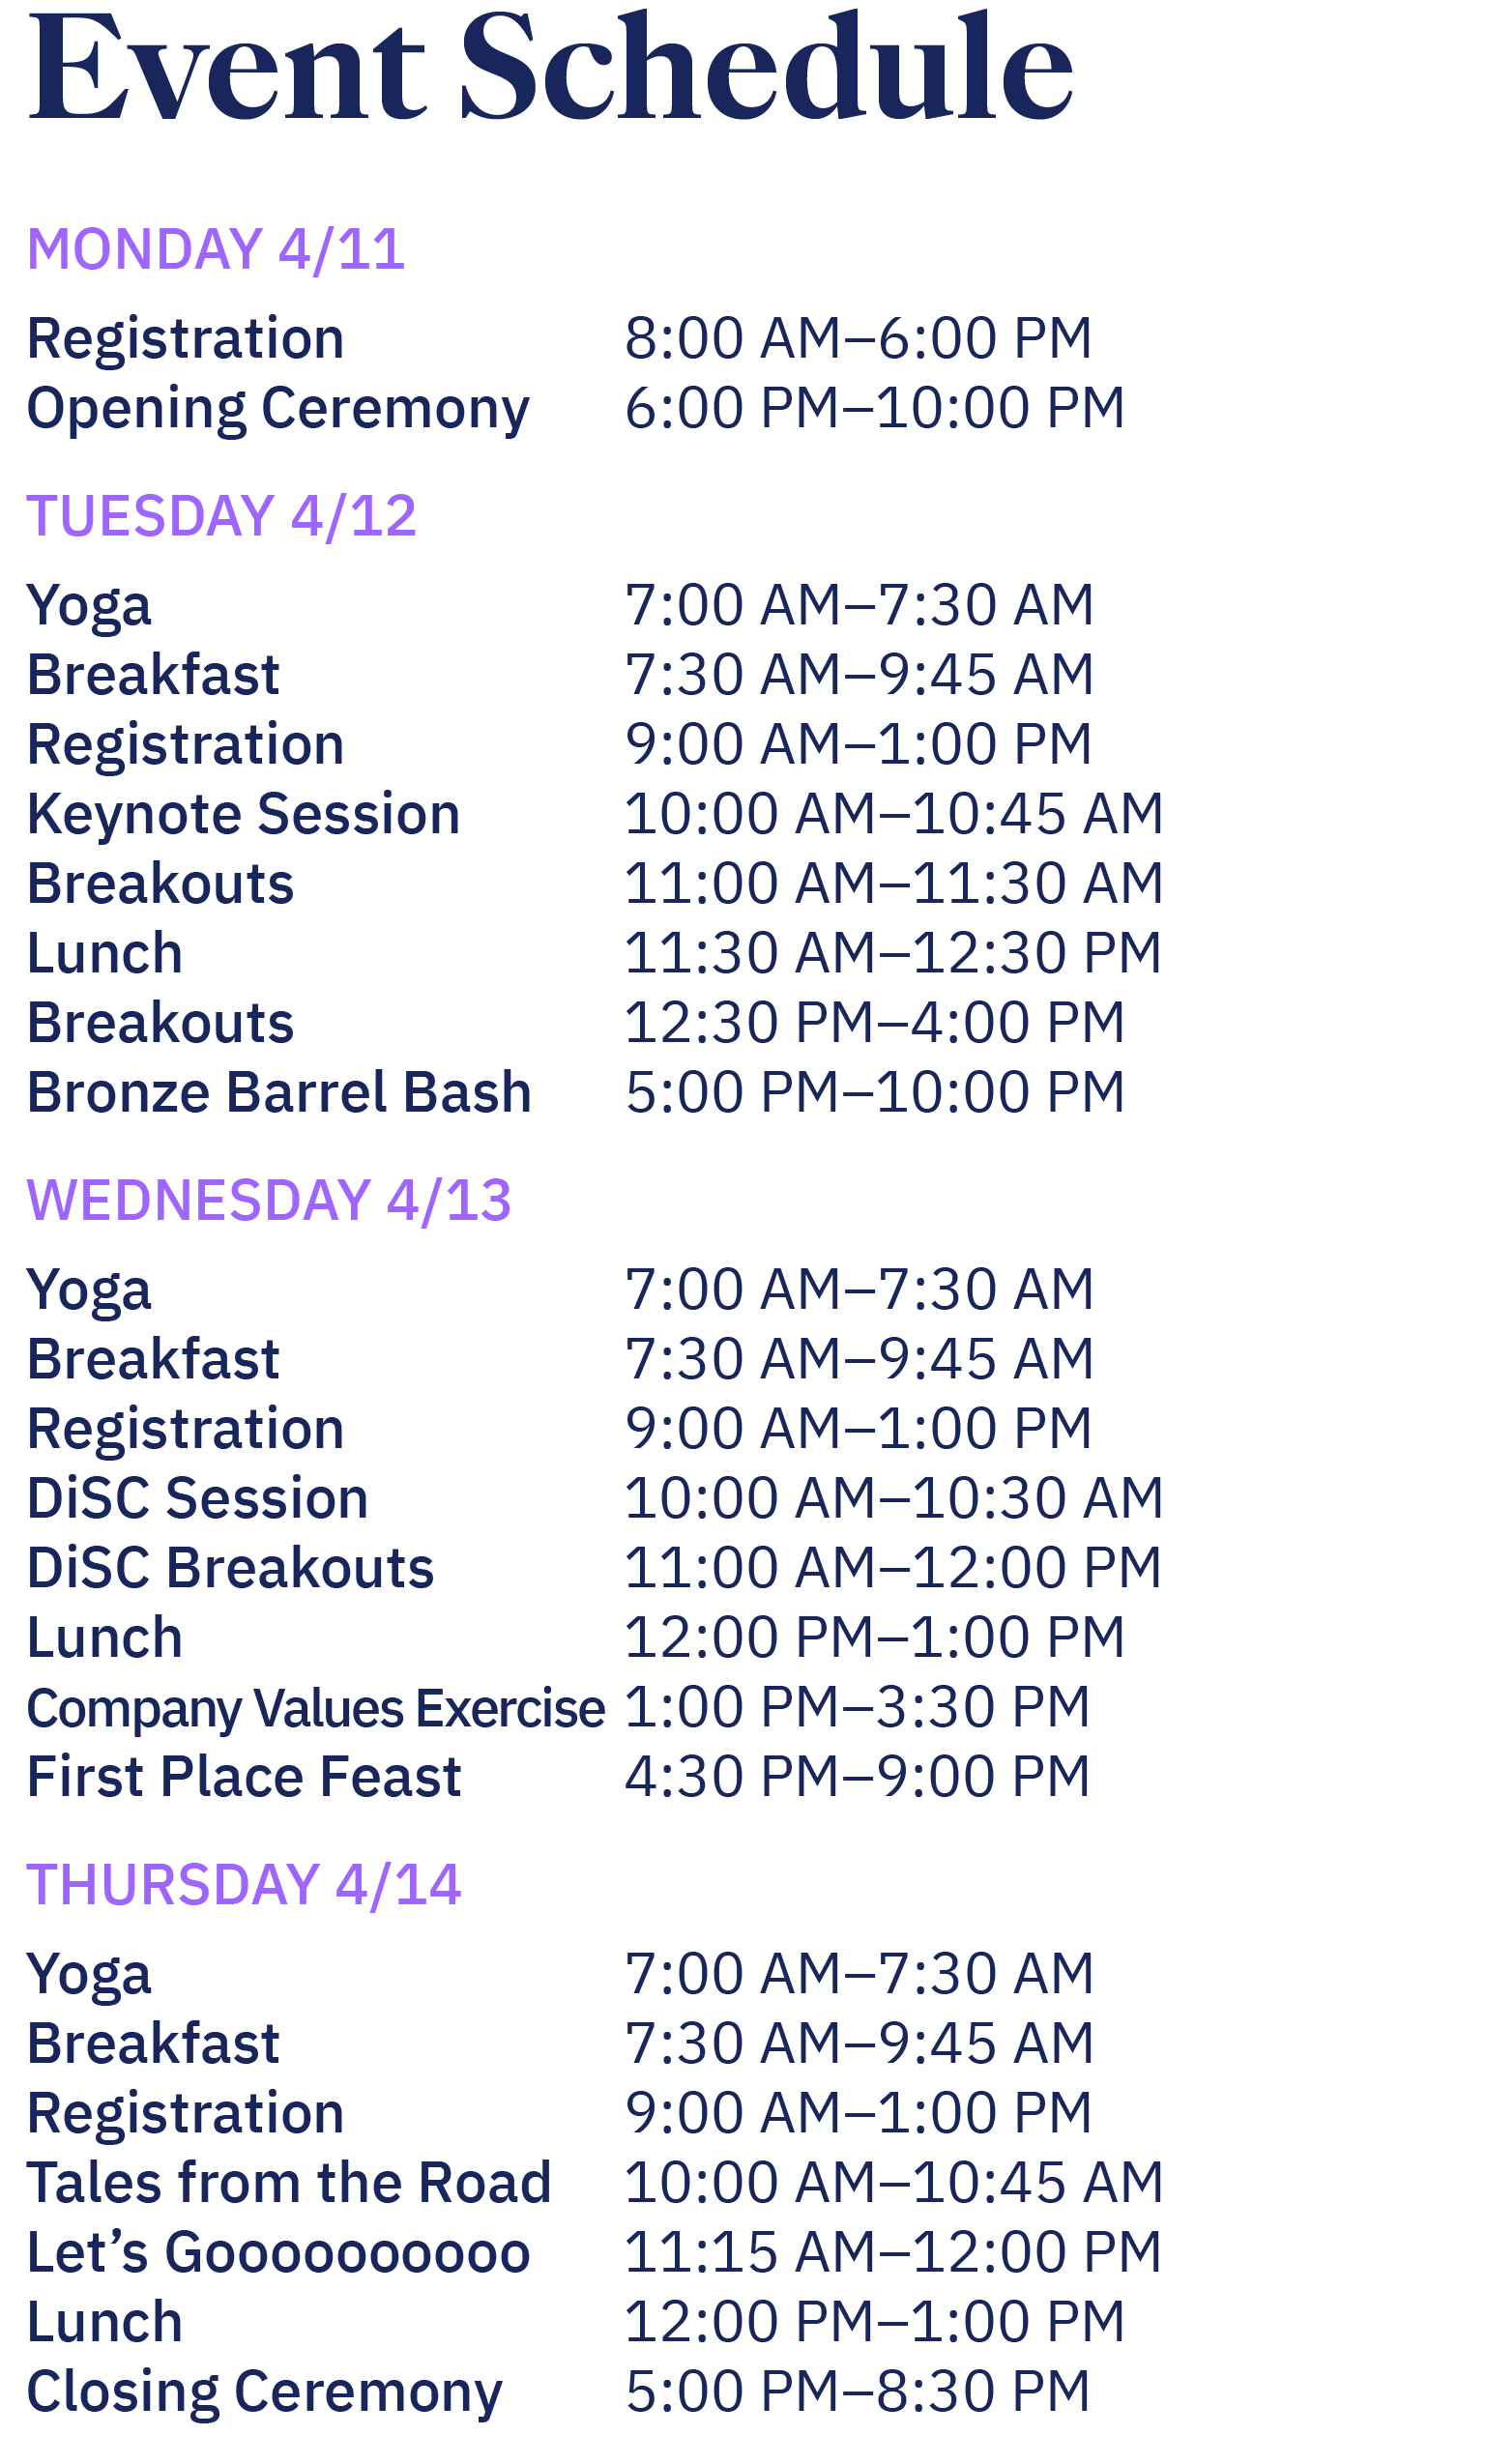 Event Schedule
MONDAY 4/11
Registration 8:00 AM–6:00 PM
Opening Ceremony 6:00 PM–10:00 PM
TUESDAY 4/12
Yoga 7:00 AM–7:30 AM
Breakfast 7:30 AM–9:45 AM
Registration 9:00 AM–1:00 PM
Keynote Session 10:00 AM–10:45 AM
Breakouts 11:00 AM–11:30 AM
Lunch 11:30 AM–12:30 PM
Breakouts 12:30 PM–4:00 PM
Bronze Barrel Bash 5:00 PM–10:00 PM
WEDNESDAY 4/13
Yoga 7:00 AM–7:30 AM
Breakfast 7:30 AM–9:45 AM
Registration 9:00 AM–1:00 PM
DiSC Session 10:00 AM–10:30 AM
DiSC Breakouts 11:00 AM–12:00 PM
Lunch 12:00 PM–1:00 PM
Company Values Exercise 1:00 PM–3:30 PM
First Place Feast 4:30 PM–9:00 PM
THURSDAY 4/14
Yoga 7:00 AM–7:30 AM
Breakfast 7:30 AM–9:45 AM
Registration 9:00 AM–1:00 PM
Tales from the Road 10:00 AM–10:45 AM
Let’s Goooooooooo 11:15 AM–12:00 PM
Lunch 12:00 PM–1:00 PM
Closing Ceremony 5:00 PM–8:30 PM